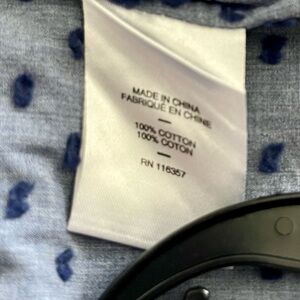 MADE IN CHINA
FABRIQUÉ EN CHINE
—
100% COTTON
100% COTON
—
RN 116357